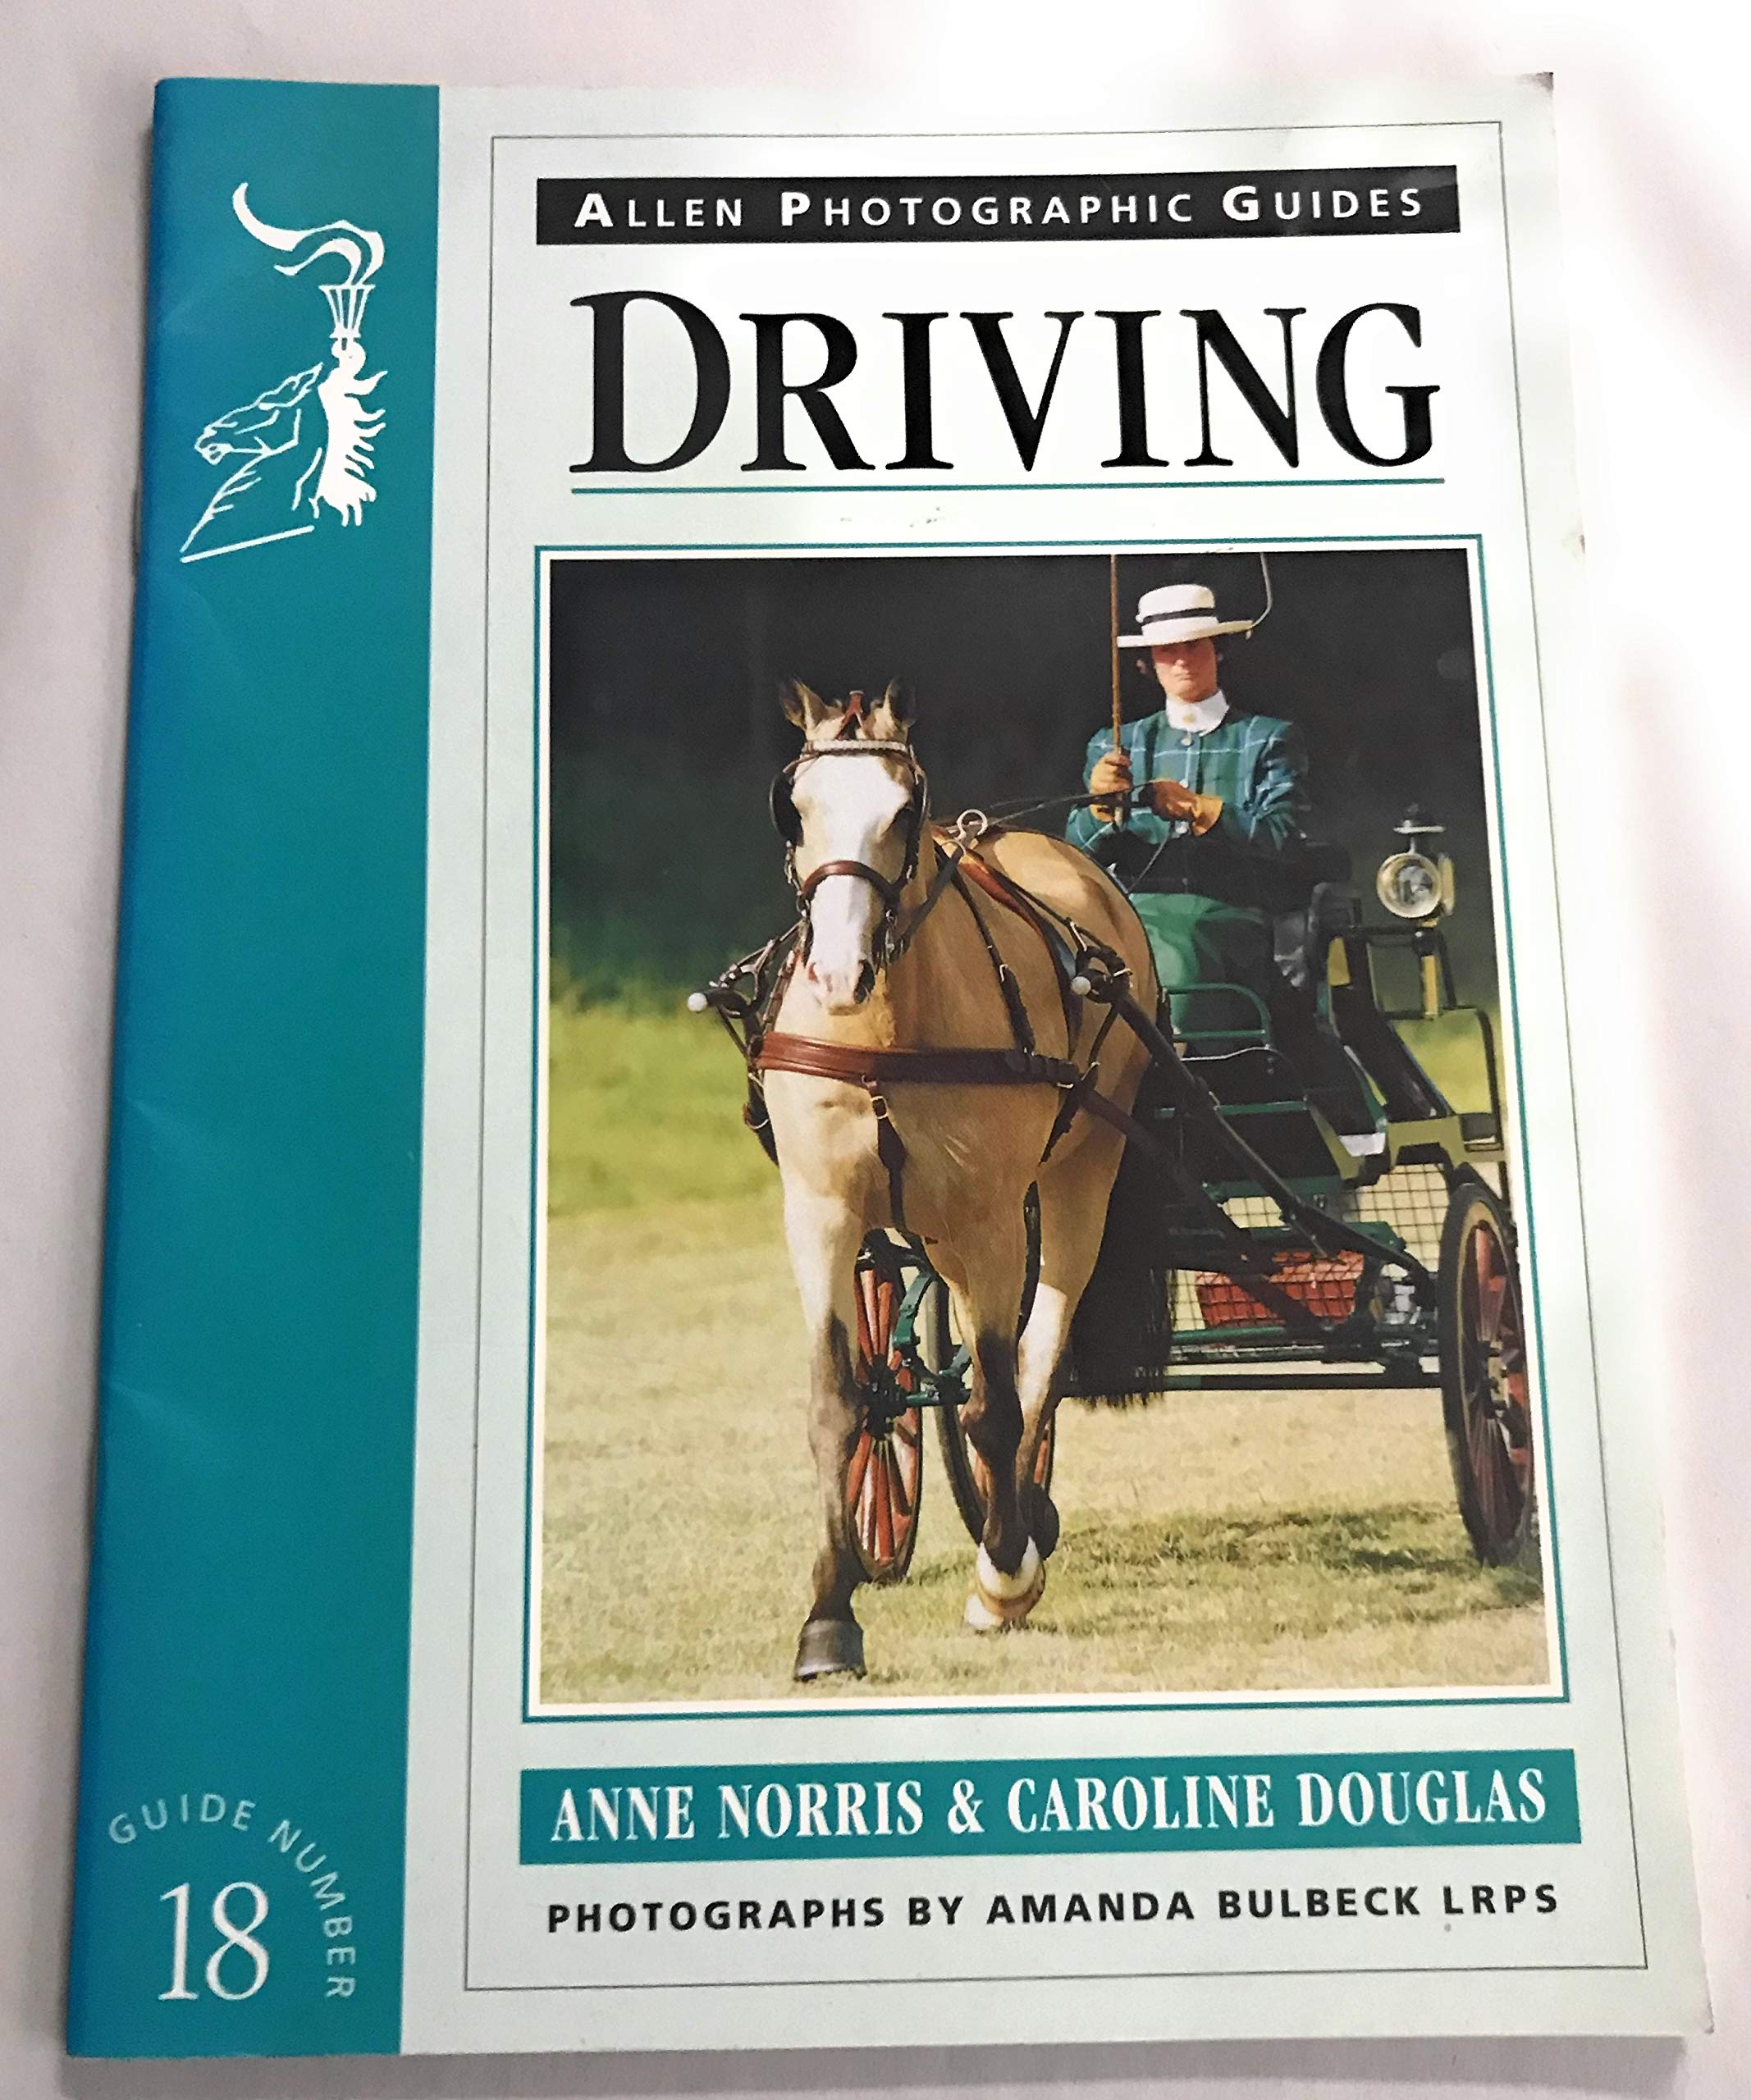 ALLEN PHOTOGRAPHIC GUIDES
DRIVING
ANNE NORRIS & CAROLINE DOUGLAS
PHOTOGRAPHS BY AMANDA BULBECK LRPS
GUIDE NUMBER
18